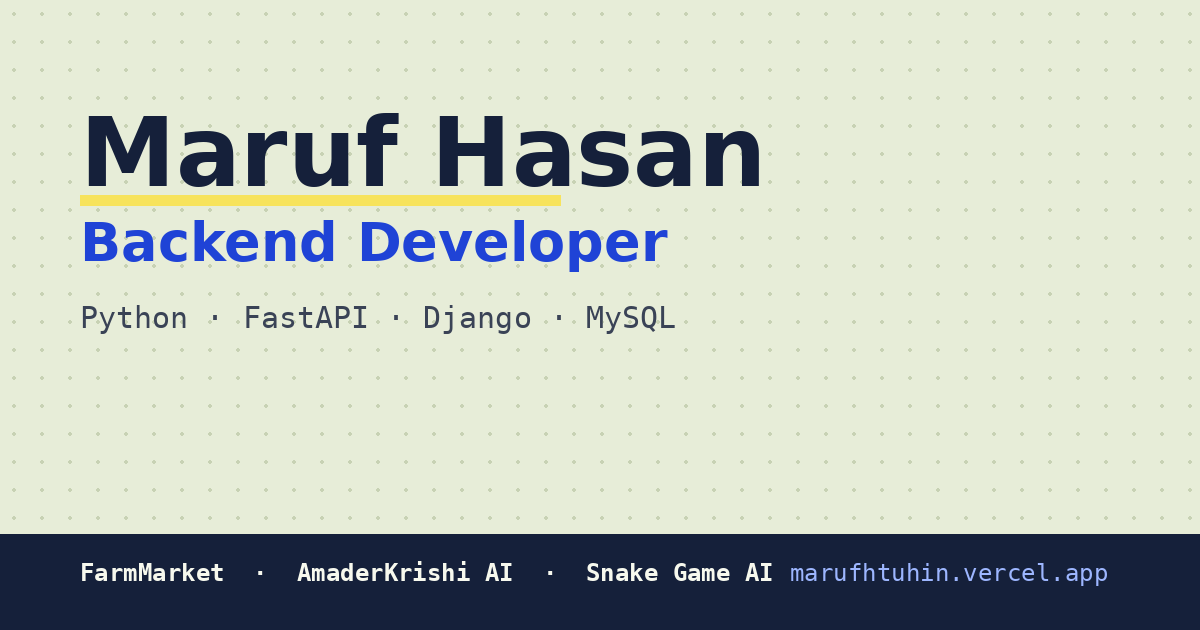 Maruf Hasan
Backend Developer
Python · FastAPI · Django · MySQL
FarmMarket · AmaderKrishi AI · Snake Game AI marufhtuhin.vercel.app